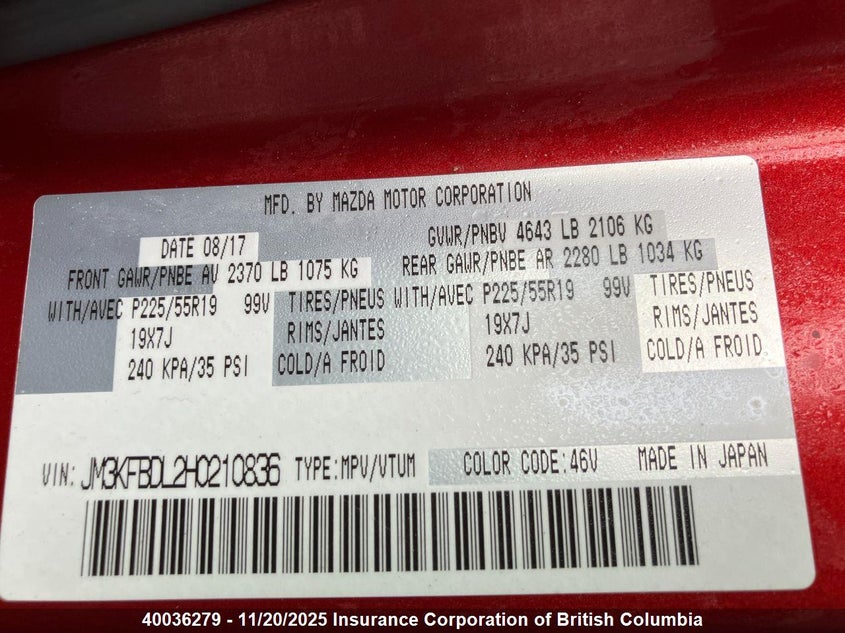 MFD. BY MAZDA MOTOR CORPORATION
DATE 08/17 GVWR/PNBV 4643 LB 2106 KG
FRONT GAWR/PNBE AV 2370 LB 1075 KG REAR GAWR/PNBE AR 2280 LB 1034 KG
WITH/AVEC P225/55R19 99V TIRES/PNEUS WITH/AVEC P225/55R19 99V TIRES/PNEUS
19X7J RIMS/JANTES 19X7J RIMS/JANTES
240 KPA/35 PSI COLD/A FROID 240 KPA/35 PSI COLD/A FROID
VIN: JM3KFBDL2H0210836 TYPE:MPV/VTUM COLOR CODE:46V MADE IN JAPAN
40036279 - 11/20/2025 Insurance Corporation of British Columbia